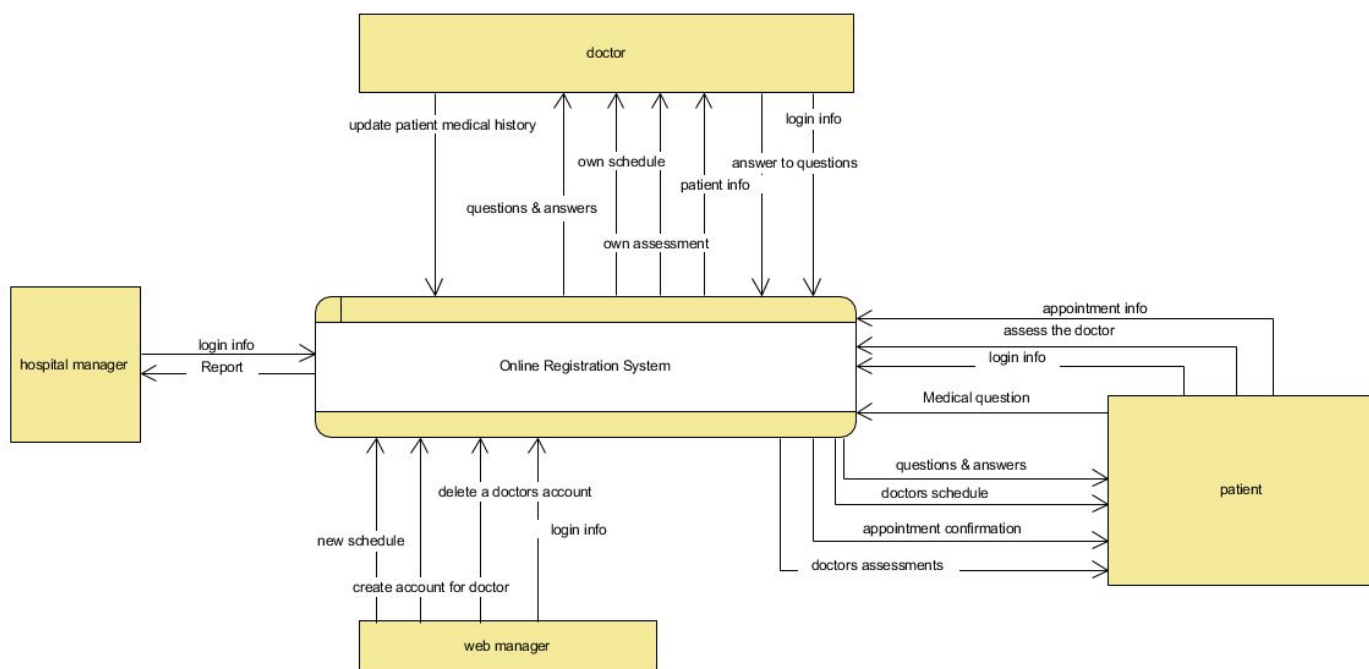 doctor
update patient medical history
login info
own schedule
answer to questions
patient info
questions & answers
own assessment
appointment info
assess the doctor
login info
Report
hospital manager
Online Registration System
login info
Medical question
questions & answers
doctors schedule
patient
appointment confirmation
doctors assessments
delete a doctors account
login info
new schedule
create account for doctor
web manager